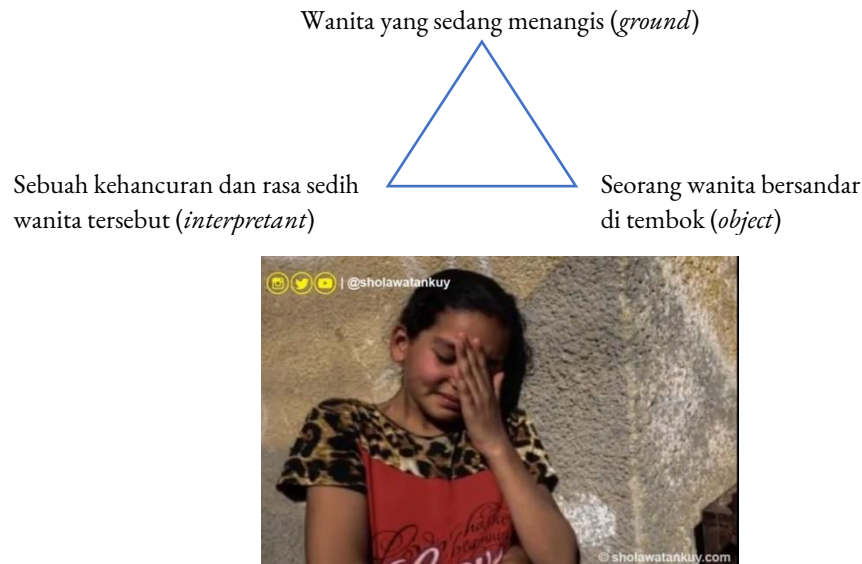 Wanita yang sedang menangis (ground)
Sebuah kehancuran dan rasa sedih
wanita tersebut (interpretant)
Seorang wanita bersandar
di tembok (object)
| @sholawatankuy
© sholawatankuy.com